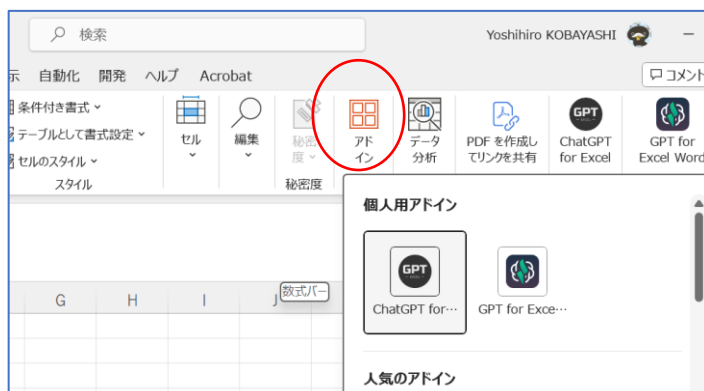 検索
Yoshihiro KOBAYASHI
示 自動化 開発 ヘルプ Acrobat
コメント
条件付き書式
テーブルとして書式設定
セルのスタイル
スタイル
セル
編集
秘密
度
秘密度
アド
イン
データ
分析
PDF を作成し
てリンクを共有
GPT
ChatGPT
for Excel
GPT for
Excel Word
個人用アドイン
GPT
ChatGPT for…
GPT for Exce…
人気のアドイン
数式バー
G H I J